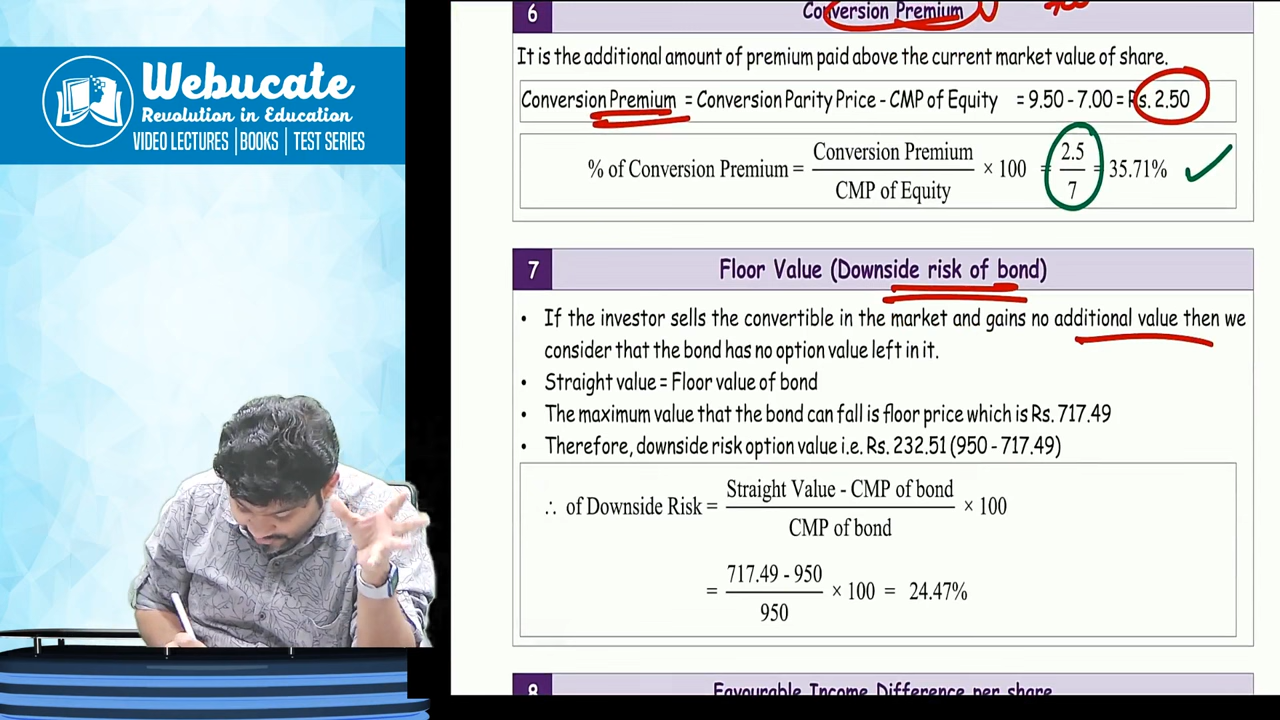 Webucate
Revolution in Education
VIDEO LECTURES | BOOKS | TEST SERIES
6 Conversion Premium
It is the additional amount of premium paid above the current market value of share.
Conversion Premium = Conversion Parity Price - CMP of Equity = 9.50 - 7.00 = Rs. 2.50
% of Conversion Premium = Conversion Premium / CMP of Equity × 100 = 2.5 / 7 = 35.71%
7 Floor Value (Downside risk of bond)
• If the investor sells the convertible in the market and gains no additional value then we
consider that the bond has no option value left in it.
• Straight value = Floor value of bond
• The maximum value that the bond can fall is floor price which is Rs. 717.49
• Therefore, downside risk option value i.e. Rs. 232.51 (950 - 717.49)
∴ of Downside Risk = Straight Value - CMP of bond / CMP of bond × 100
= 717.49 - 950 / 950 × 100 = 24.47%
8 Favourable Income Difference per share